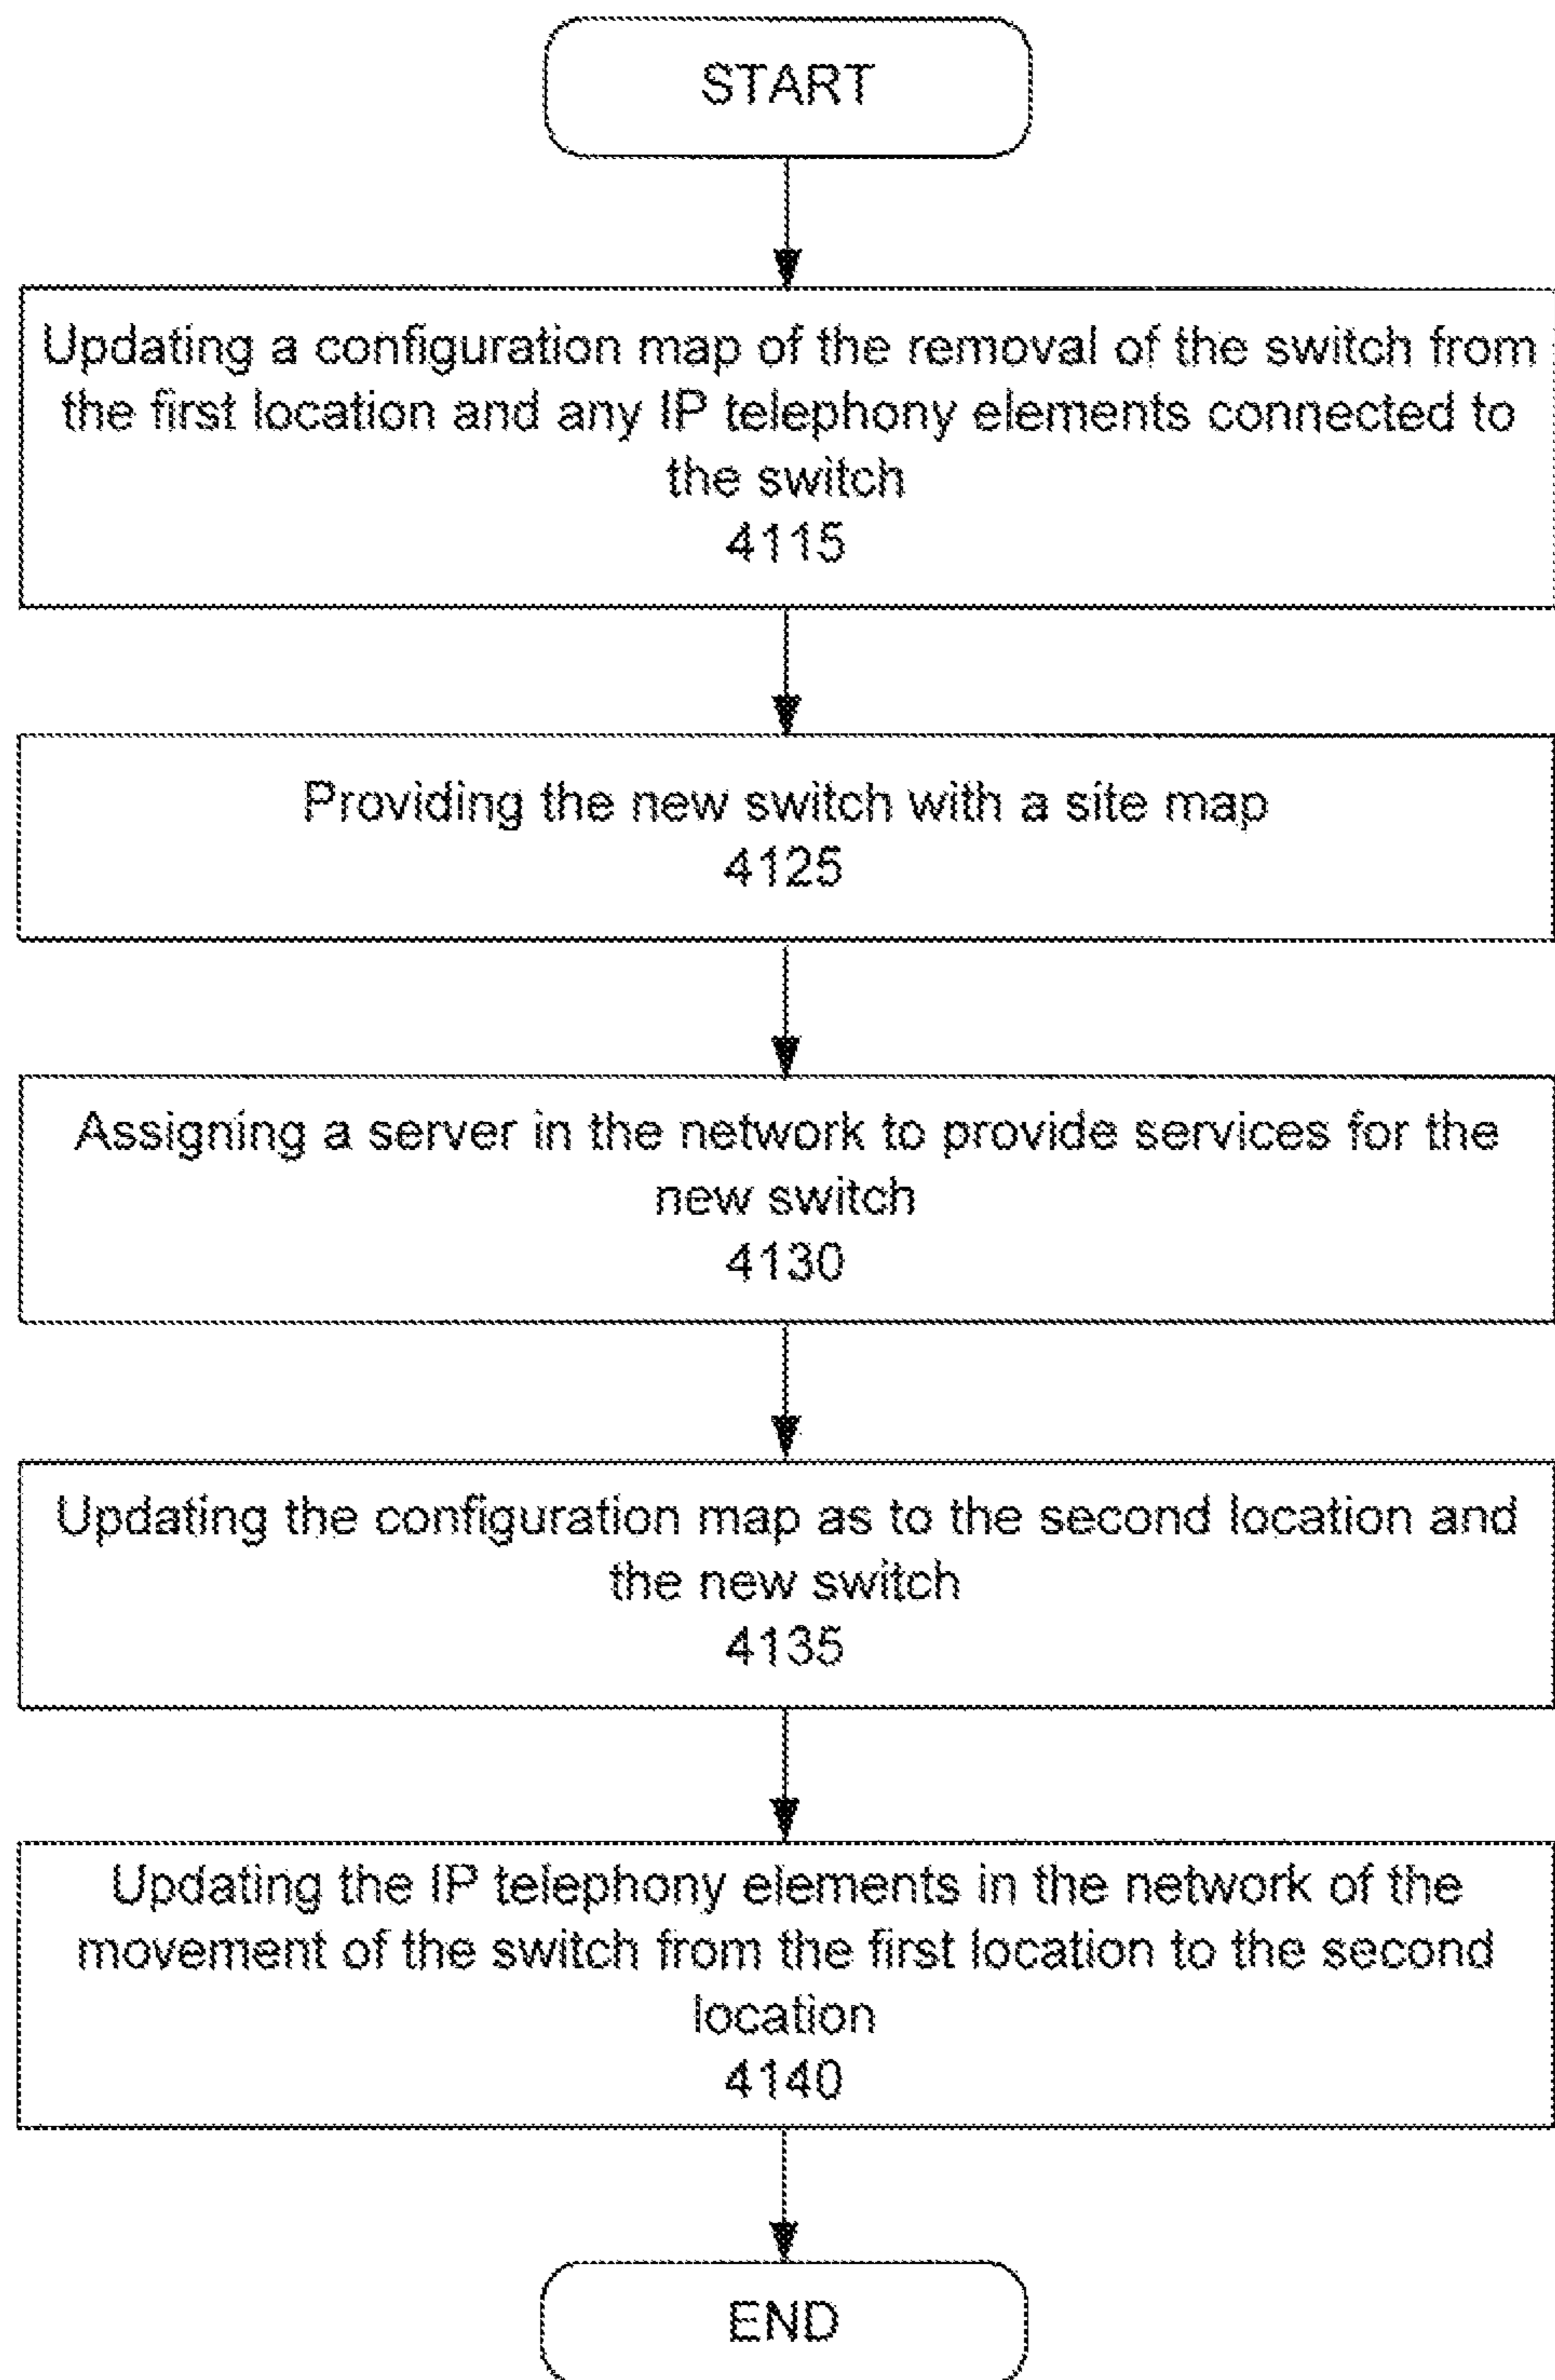 START
Updating a configuration map of the removal of the switch from
the first location and any IP telephony elements connected to
the switch
4115
Providing the new switch with a site map
4125
Assigning a server in the network to provide services for the
new switch
4130
Updating the configuration map as to the second location and
the new switch
4135
Updating the IP telephony elements in the network of the
movement of the switch from the first location to the second
location
4140
END